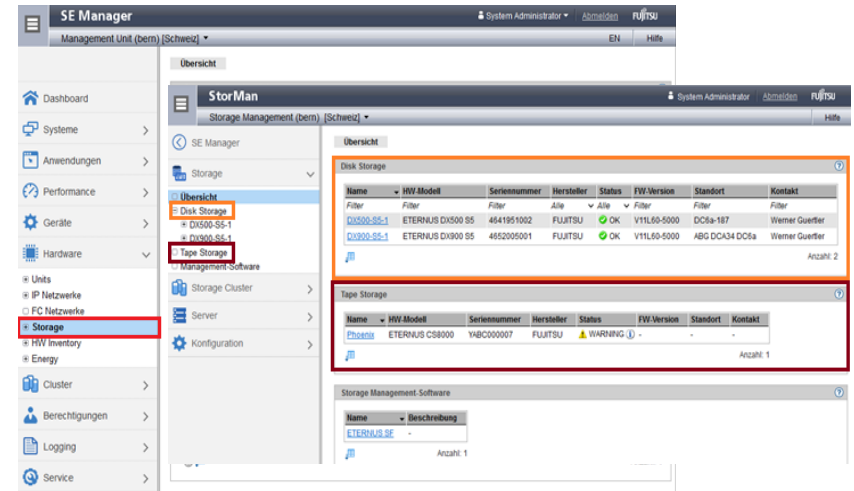 SE Manager
System Administrator
Abmelden
FUJITSU
Management Unit (bern) [Schweiz]
EN
Hilfe
Übersicht
Dashboard
Systeme
Anwendungen
Performance
Geräte
Hardware
Units
IP Netzwerke
FC Netzwerke
Storage
HW Inventory
Energy
Cluster
Berechtigungen
Logging
Service
StorMan
System Administrator
Abmelden
FUJITSU
Storage Management (bern) [Schweiz]
Hilfe
SE Manager
Storage
Übersicht
Disk Storage
DX500-S5-1
DX900-S5-1
Tape Storage
Management-Software
Storage Cluster
Server
Konfiguration
Übersicht
Disk Storage
Name HW-Modell Seriennummer Hersteller Status FW-Version Standort Kontakt
Filter Filter Filter Alle Alle Filter Filter Filter
DX500-S5-1 ETERNUS DX500 S5 4641951002 FUJITSU OK V11L60-5000 DC6a-187 Werner Guertler
DX900-S5-1 ETERNUS DX900 S5 4652005001 FUJITSU OK V11L60-5000 ABG DCA34 DC6a Werner Guertler
Anzahl: 2
Tape Storage
Name HW-Modell Seriennummer Hersteller Status FW-Version Standort Kontakt
Phoenix ETERNUS CS8000 YABC000007 FUJITSU WARNING - - -
Anzahl: 1
Storage Management-Software
Name Beschreibung
ETERNUS SF -
Anzahl: 1